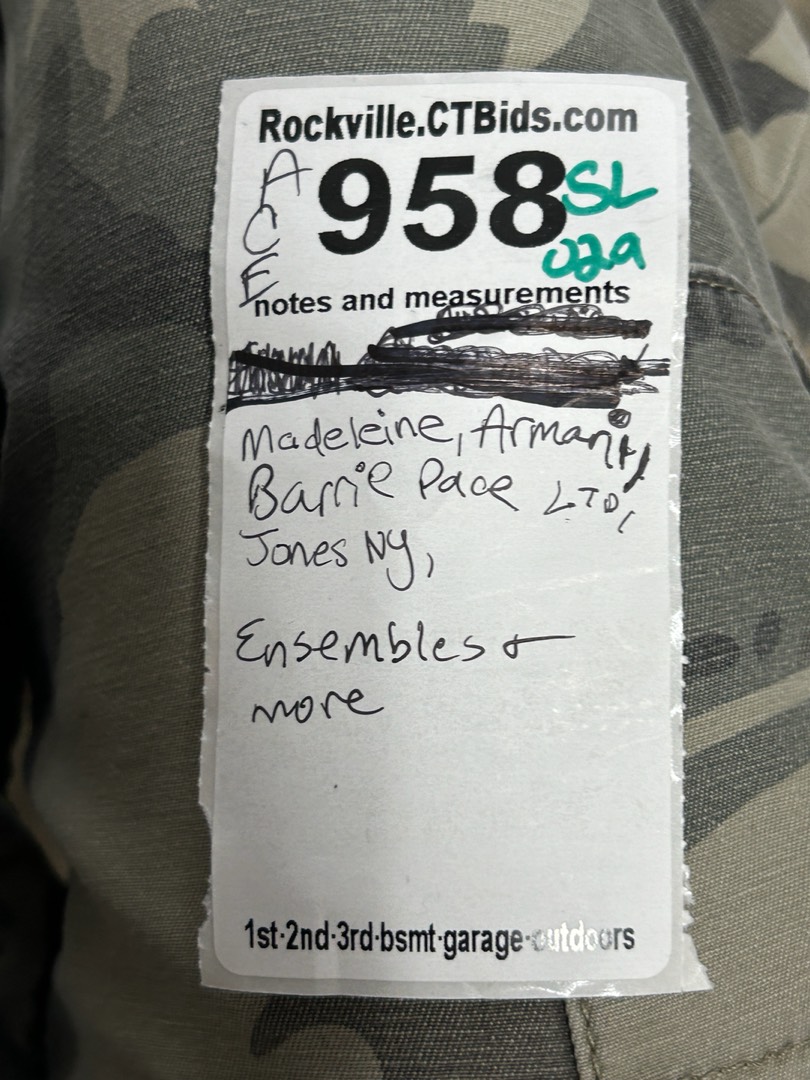 Rockville.CTBids.com
ACE
958
SL
029
notes and measurements
Madeleine, Armani,
Barrie Pace LTD,
Jones NY,
Ensembles &
more
1st·2nd·3rd·bsmt·garage·outdoors